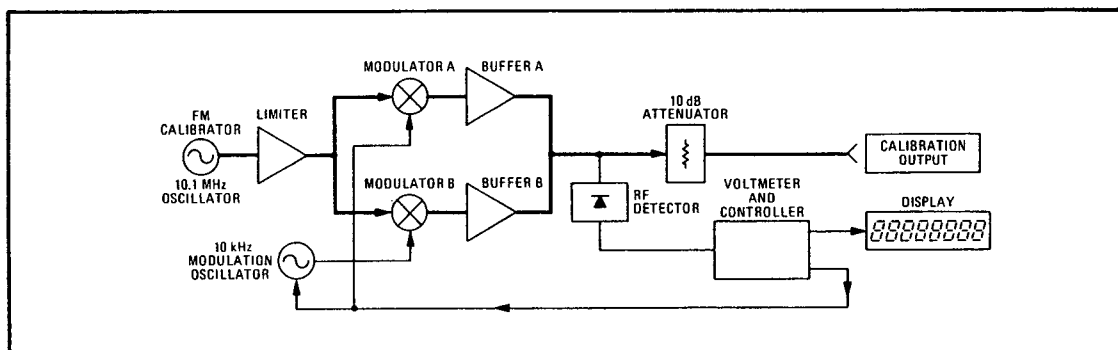 FM
CALIBRATOR
10.1 MHz
OSCILLATOR
LIMITER
MODULATOR A
BUFFER A
MODULATOR B
BUFFER B
10 kHz
MODULATION
OSCILLATOR
10 dB
ATTENUATOR
RF
DETECTOR
VOLTMETER
AND
CONTROLLER
CALIBRATION
OUTPUT
DISPLAY
88888888